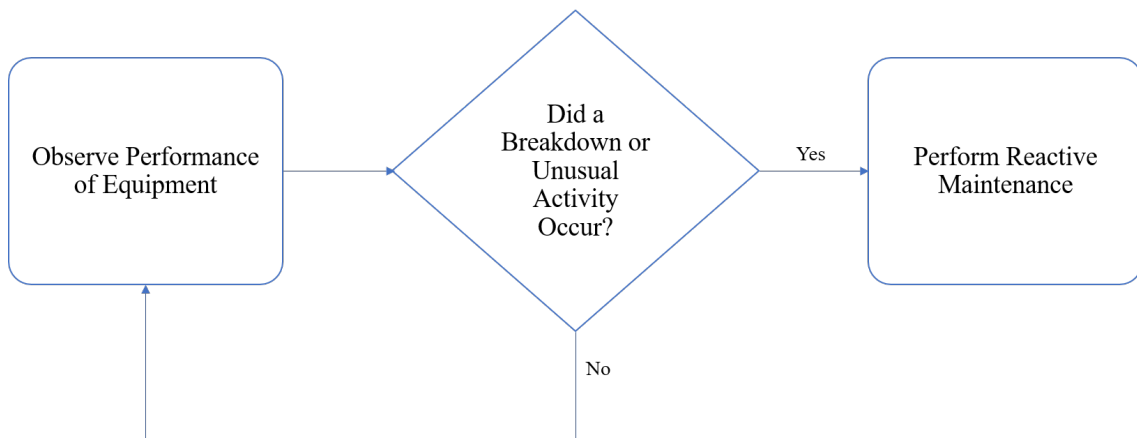 Observe Performance
of Equipment
Did a
Breakdown or
Unusual
Activity
Occur?
Yes
Perform Reactive
Maintenance
No